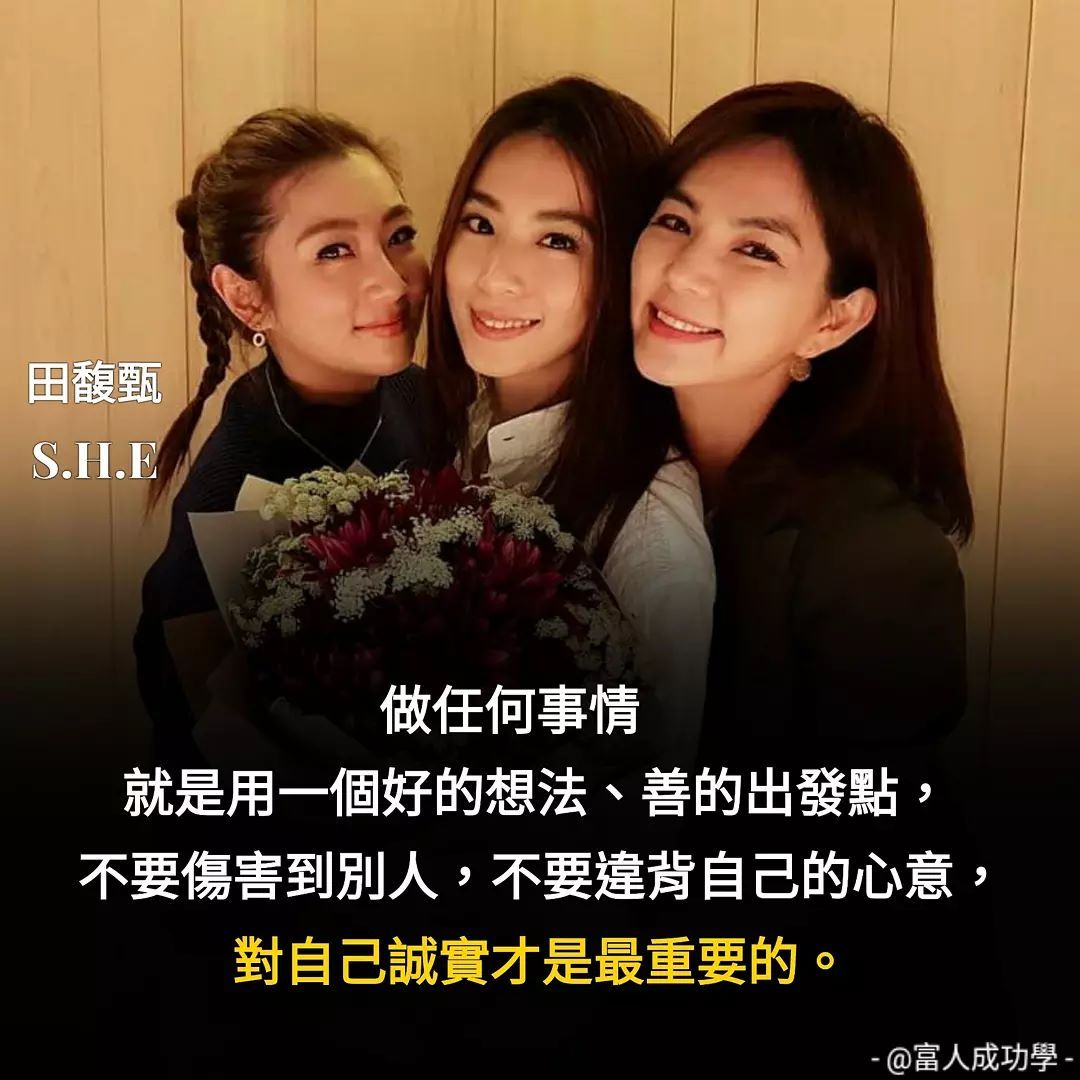 田馥甄
S.H.E
做任何事情
就是用一個好的想法、善的出發點，
不要傷害到別人，不要違背自己的心意，
對自己誠實才是最重要的。
- @富人成功學 -